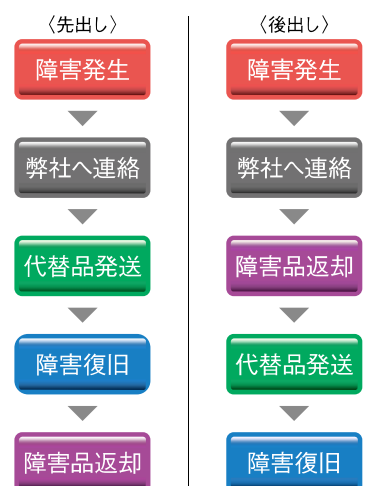 〈先出し〉
障害発生
弊社へ連絡
代替品発送
障害復旧
障害品返却
〈後出し〉
障害発生
弊社へ連絡
障害品返却
代替品発送
障害復旧